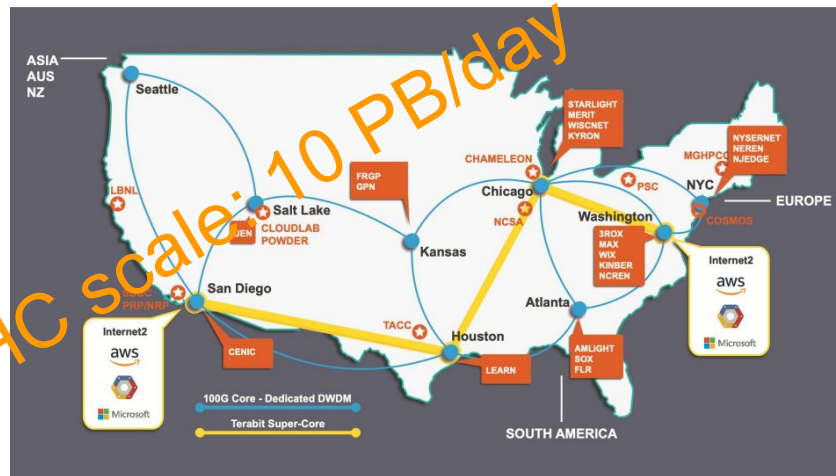 HC scale: 10 PB/day
ASIA
AUS
NZ
Seattle
STARLIGHT
MERIT
WISCNET
KYRON
CHAMELEON
Chicago
NCSA
FRGP
GPN
LBNL
Salt Lake
CLOUDLAB
POWDER
Kansas
NYSERNET
NEREN
NJEDGE
PSC
NYC
EUROPE
COSMOS
Washington
3ROX
MAX
WIX
KINBER
NCREN
Internet2
aws
Microsoft
San Diego
PRP/NRP
Internet2
aws
Microsoft
CENIC
TACC
Houston
LEARN
Atlanta
AMLIGHT
SOX
FLR
100G Core - Dedicated DWDM
Terabit Super-Core
SOUTH AMERICA